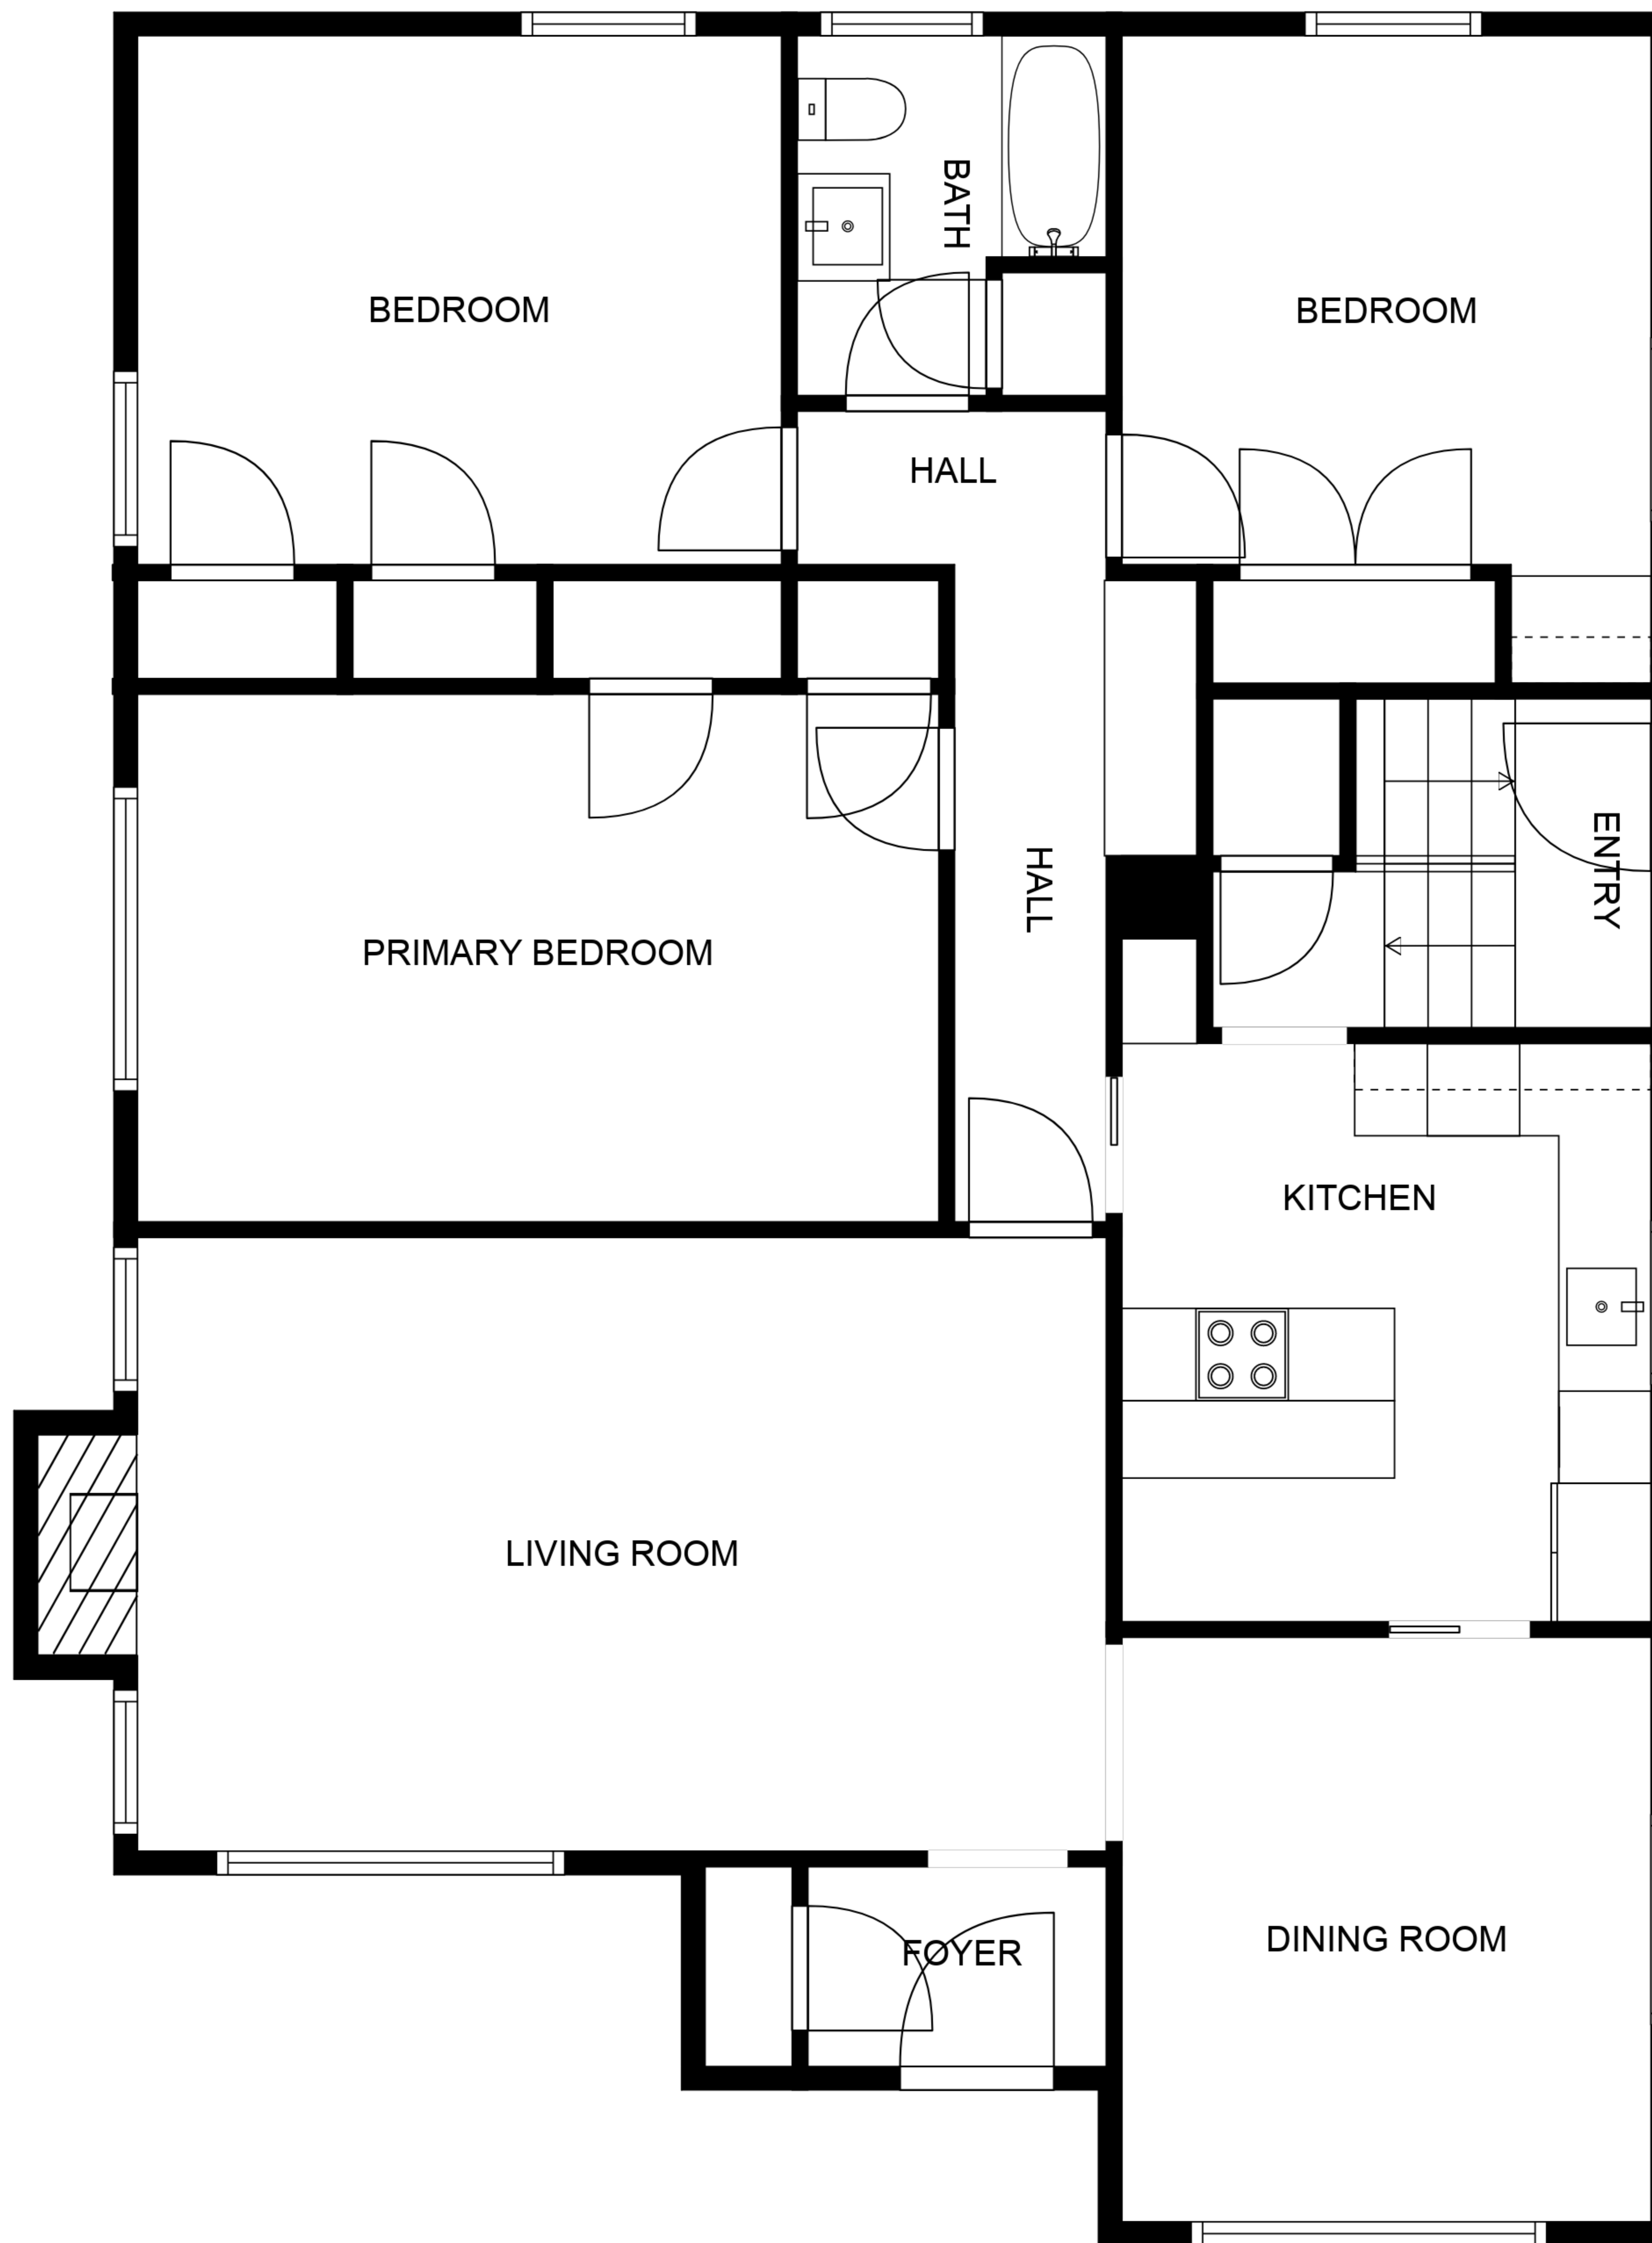 BATH
BEDROOM
BEDROOM
HALL
ENTRY
HALL
PRIMARY BEDROOM
KITCHEN
LIVING ROOM
DINING ROOM
FOYER